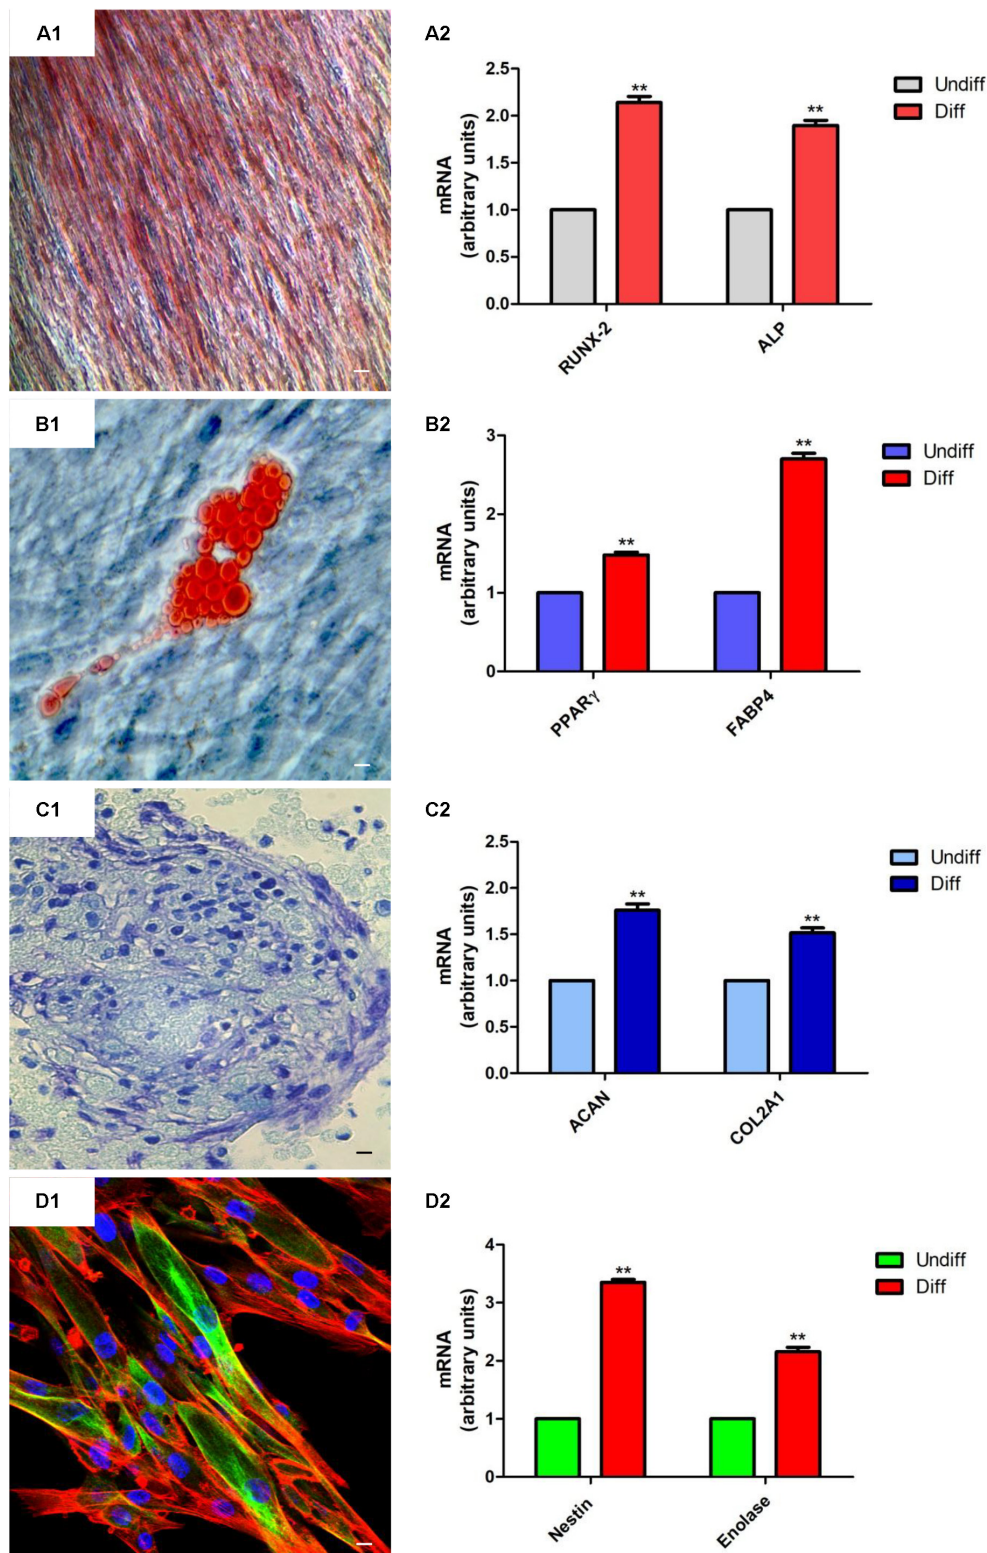 A1
A2
mRNA
(arbitrary units)
2.5
2.0
1.5
1.0
0.5
0.0
**
**
Undiff
Diff
RUNX-2
ALP
B1
B2
mRNA
(arbitrary units)
3
2
1
0
**
**
Undiff
Diff
PPARγ
FABP4
C1
C2
mRNA
(arbitrary units)
2.5
2.0
1.5
1.0
0.5
0.0
**
**
Undiff
Diff
ACAN
COL2A1
D1
D2
mRNA
(arbitrary units)
4
3
2
1
0
**
**
Undiff
Diff
Nestin
Enolase